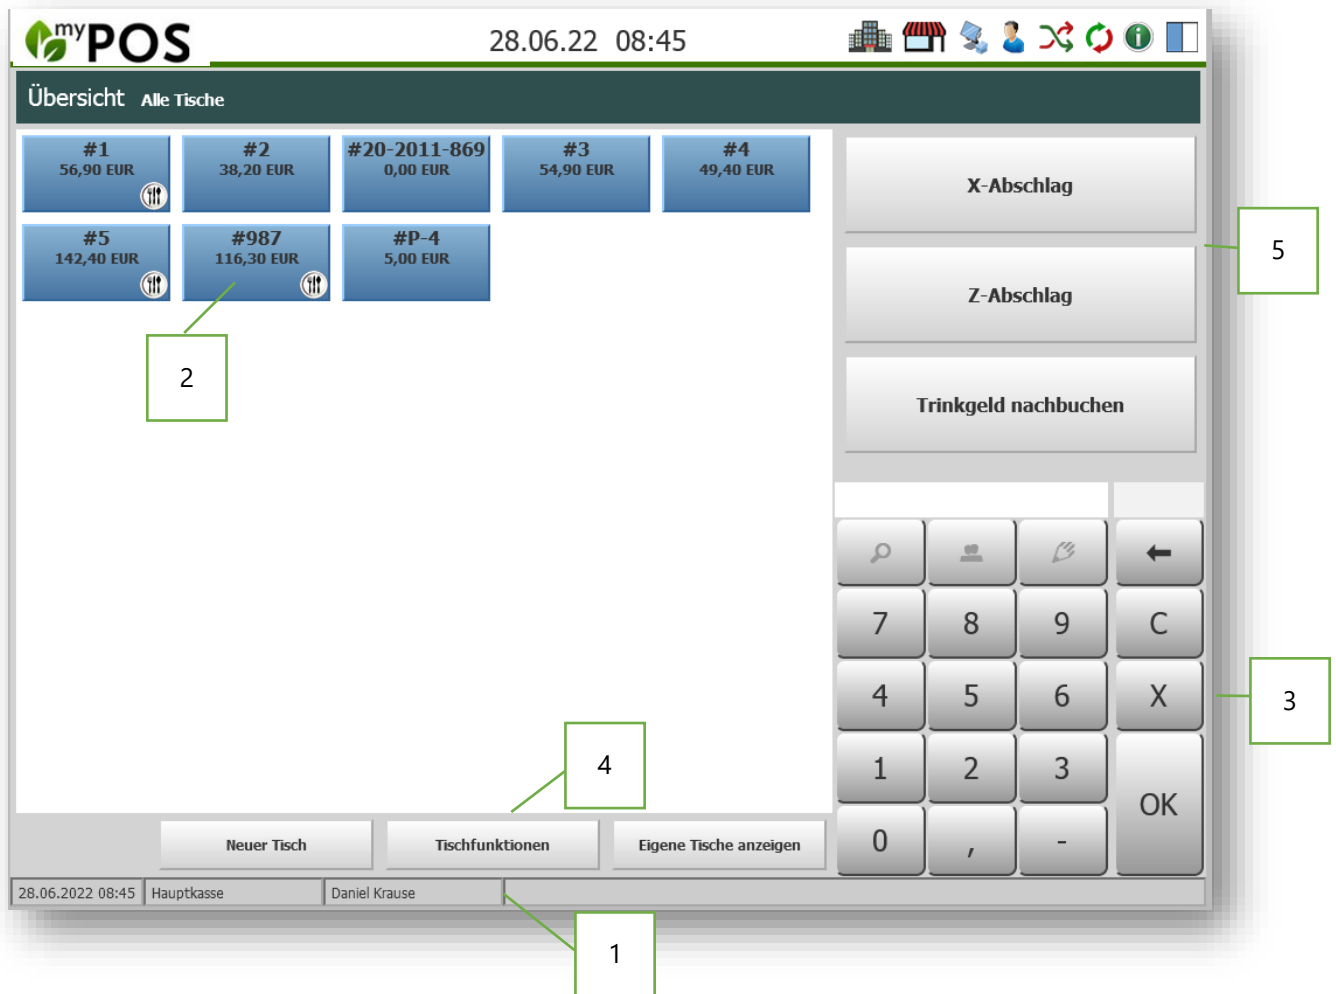 myPOS
28.06.22 08:45
Übersicht Alle Tische
#1
56,90 EUR
#2
38,20 EUR
#20-2011-869
0,00 EUR
#3
54,90 EUR
#4
49,40 EUR
#5
142,40 EUR
#987
116,30 EUR
#P-4
5,00 EUR
2
X-Abschlag
Z-Abschlag
Trinkgeld nachbuchen
5
7 8 9 C
4 5 6 X
1 2 3
0 , - OK
3
4
Neuer Tisch
Tischfunktionen
Eigene Tische anzeigen
28.06.2022 08:45 Hauptkasse Daniel Krause
1